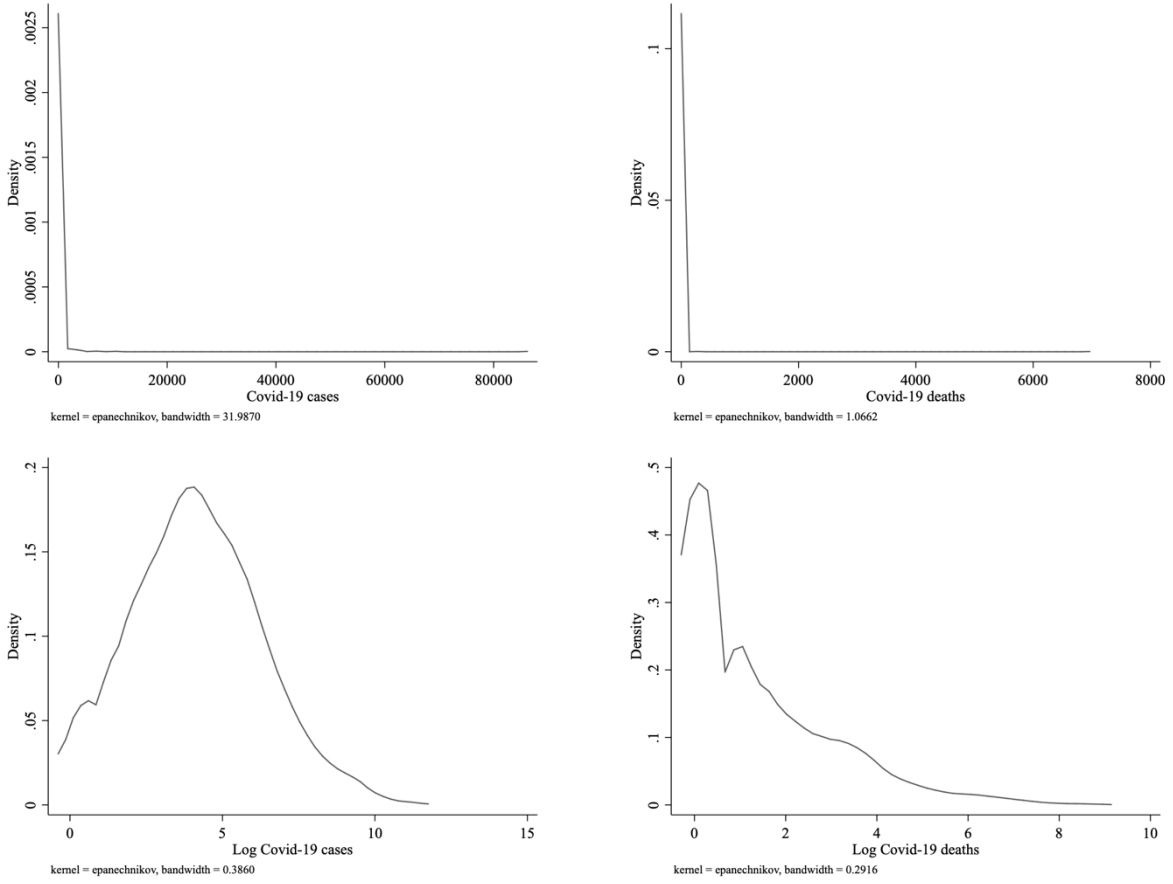 .0025
.002
.0015
.001
.0005
0
Density
0 20000 40000 60000 80000
Covid-19 cases
kernel = epanechnikov, bandwidth = 31.9870
.1
.05
0
Density
0 2000 4000 6000 8000
Covid-19 deaths
kernel = epanechnikov, bandwidth = 1.0662
.2
.15
.1
.05
0
Density
0 5 10 15
Log Covid-19 cases
kernel = epanechnikov, bandwidth = 0.3860
.5
.4
.3
.2
.1
0
Density
0 2 4 6 8 10
Log Covid-19 deaths
kernel = epanechnikov, bandwidth = 0.2916